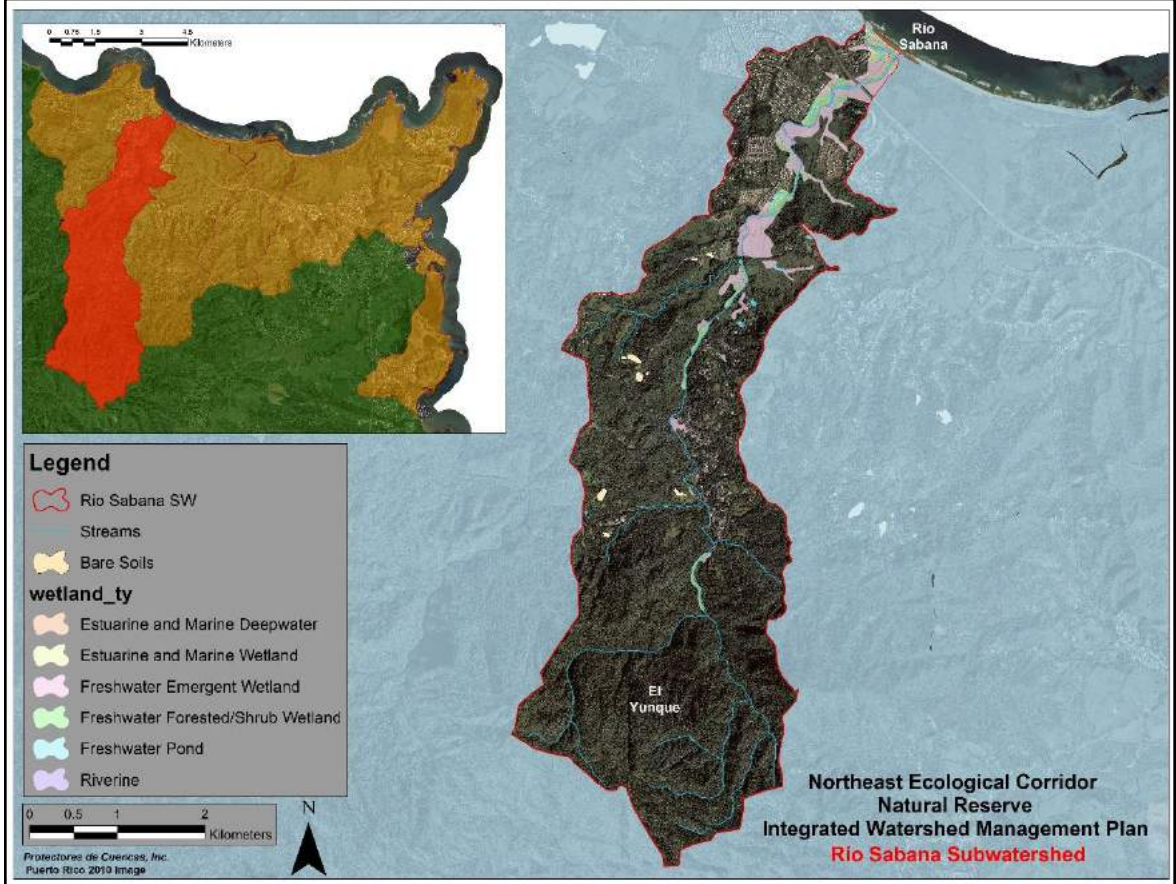 0 0.75 1.5 3 4.5
Kilometers
Rio
Sabana
Legend
Rio Sabana SW
Streams
Bare Soils
wetland_ty
Estuarine and Marine Deepwater
Estuarine and Marine Wetland
Freshwater Emergent Wetland
Freshwater Forested/Shrub Wetland
Freshwater Pond
Riverine
El
Yunque
0 0.5 1 2
Kilometers
N
Protectores de Cuencas, Inc.
Puerto Rico 2010 Image
Northeast Ecological Corridor
Natural Reserve
Integrated Watershed Management Plan
Rio Sabana Subwatershed